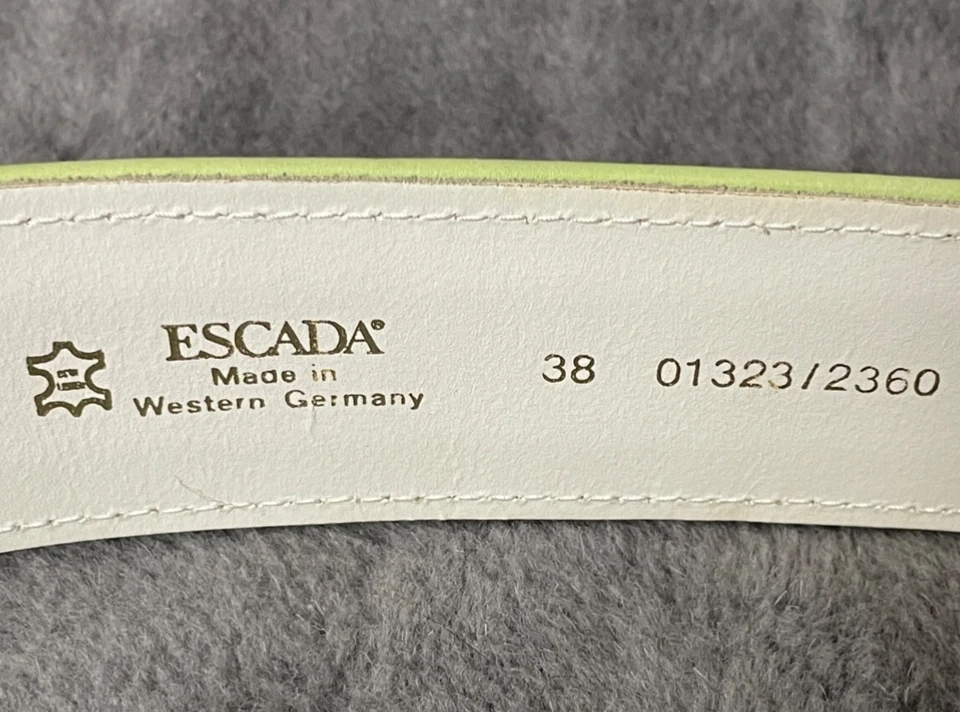 ESCADA®
Made in
Western Germany
38 01323/2360